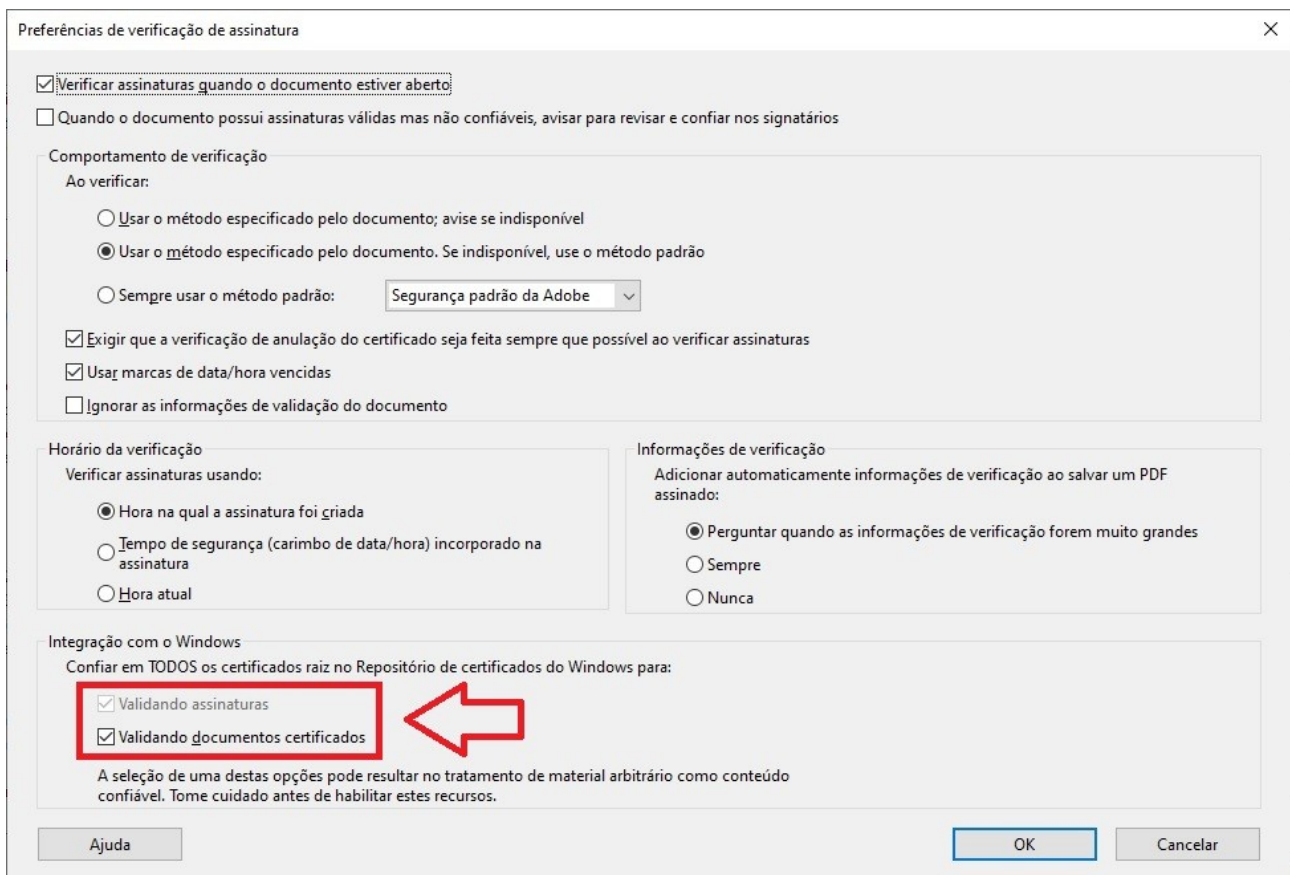 Preferências de verificação de assinatura
Verificar assinaturas quando o documento estiver aberto
Quando o documento possui assinaturas válidas mas não confiáveis, avisar para revisar e confiar nos signatários
Comportamento de verificação
Ao verificar:
Usar o método especificado pelo documento; avise se indisponível
Usar o método especificado pelo documento. Se indisponível, use o método padrão
Sempre usar o método padrão:
Segurança padrão da Adobe
Exigir que a verificação de anulação do certificado seja feita sempre que possível ao verificar assinaturas
Usar marcas de data/hora vencidas
Ignorar as informações de validação do documento
Horário da verificação
Verificar assinaturas usando:
Hora na qual a assinatura foi criada
Tempo de segurança (carimbo de data/hora) incorporado na
assinatura
Hora atual
Informações de verificação
Adicionar automaticamente informações de verificação ao salvar um PDF
assinado:
Perguntar quando as informações de verificação forem muito grandes
Sempre
Nunca
Integração com o Windows
Confiar em TODOS os certificados raiz no Repositório de certificados do Windows para:
Validando assinaturas
Validando documentos certificados
A seleção de uma destas opções pode resultar no tratamento de material arbitrário como conteúdo
confiável. Tome cuidado antes de habilitar estes recursos.
Ajuda
OK
Cancelar